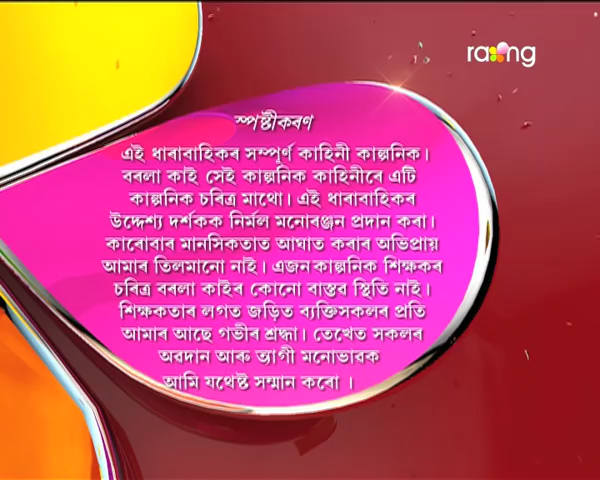 rang
স্পষ্টীকৰণ
এই ধাৰাবাহিকৰ সম্পূৰ্ণ কাহিনী কাল্পনিক।
বৰলা কাই সেই কাল্পনিক কাহিনীৰে এটি
কাল্পনিক চৰিত্ৰ মাথো। এই ধাৰাবাহিকৰ
উদ্দেশ্য দৰ্শকক নিৰ্মল মনোৰঞ্জন প্ৰদান কৰা।
কাৰোবাৰ মানসিকতাত আঘাত কৰাৰ অভিপ্ৰায়
আমাৰ তিলমানো নাই। এজন কাল্পনিক শিক্ষকৰ
চৰিত্ৰ বৰলা কাইৰ কোনো বাস্তৱ স্থিতি নাই।
শিক্ষকতাৰ লগত জড়িত ব্যক্তিসকলৰ প্ৰতি
আমাৰ আছে গভীৰ শ্ৰদ্ধা। তেখেত সকলৰ
অৱদান আৰু ত্যাগী মনোভাৱক
আমি যথেষ্ট সন্মান কৰো ।